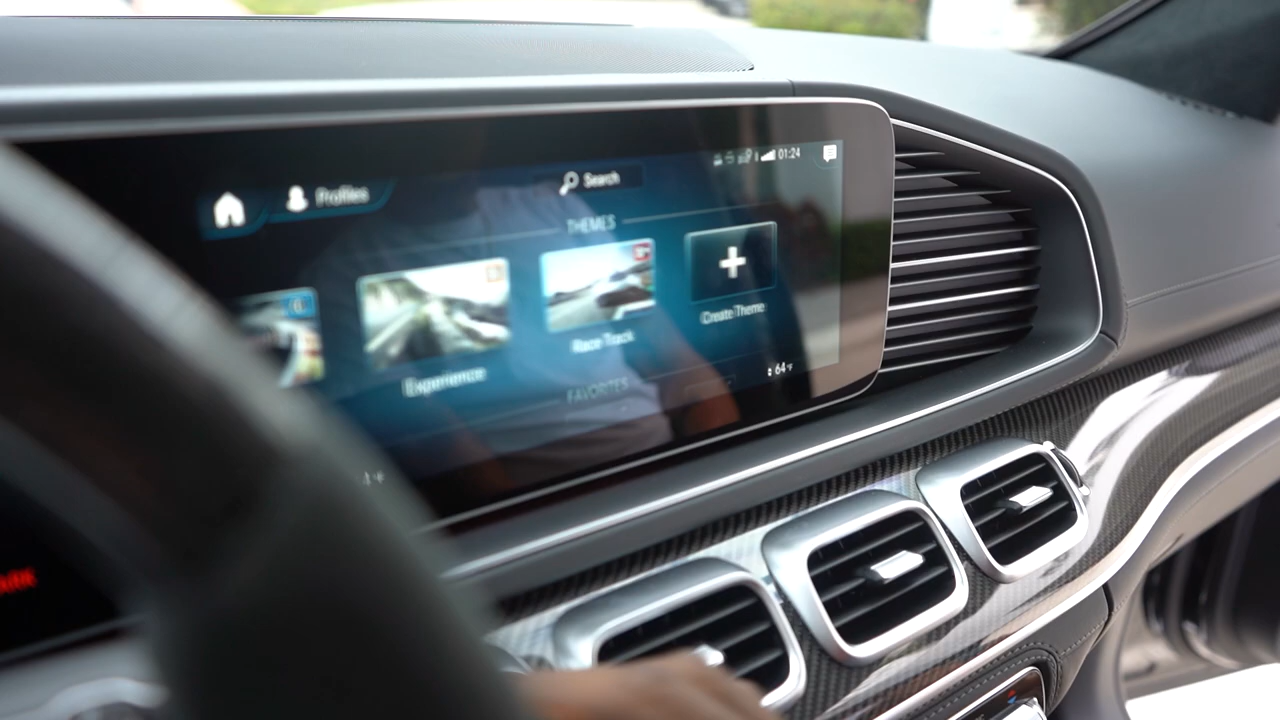 Profiles
Search
01:24
THEMES
Experience
Race Track
Create Theme
FAVORITES
64°F